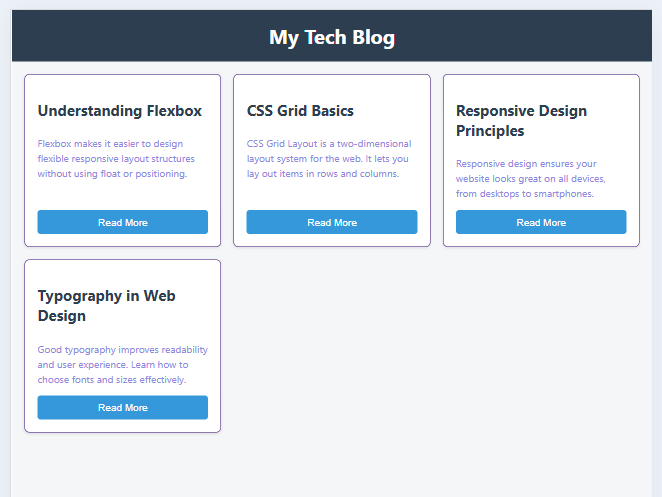 My Tech Blog
Understanding Flexbox
Flexbox makes it easier to design
flexible responsive layout structures
without using float or positioning.
Read More
CSS Grid Basics
CSS Grid Layout is a two-dimensional
layout system for the web. It lets you
lay out items in rows and columns.
Read More
Responsive Design
Principles
Responsive design ensures your
website looks great on all devices,
from desktops to smartphones.
Read More
Typography in Web
Design
Good typography improves readability
and user experience. Learn how to
choose fonts and sizes effectively.
Read More